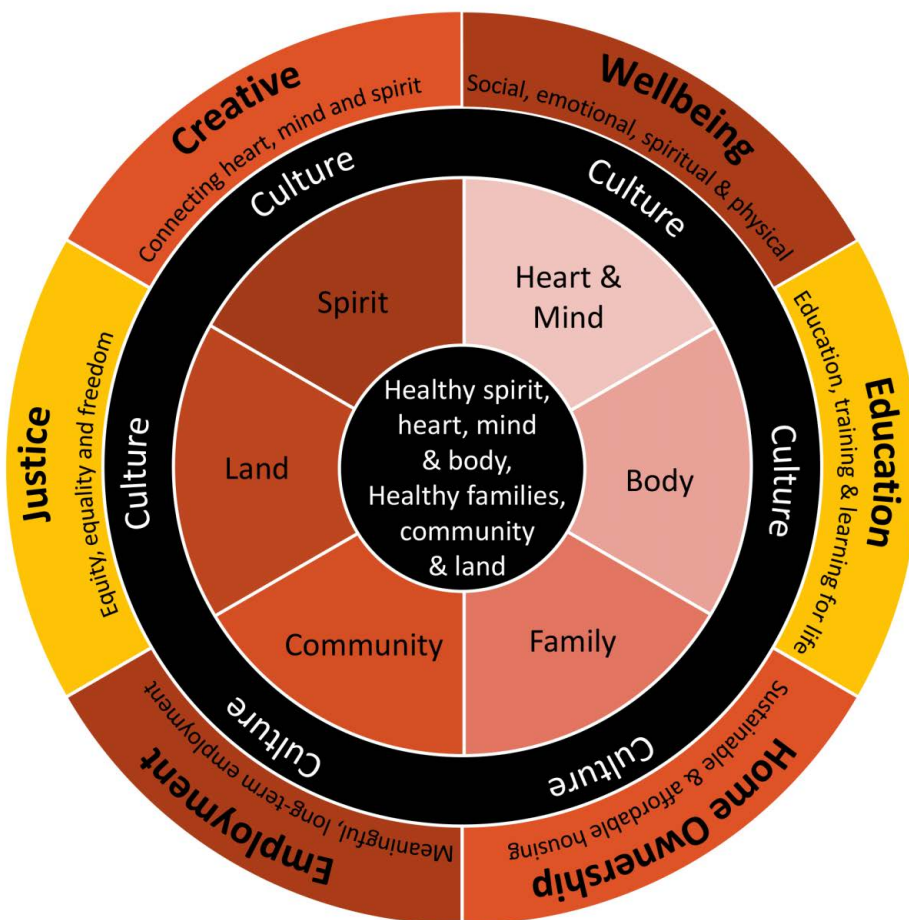 Creative
Connecting heart, mind and spirit
Wellbeing
Social, emotional, spiritual & physical
Education
Education, training & learning for life
Home Ownership
Sustainable & affordable housing
Employment
Meaningful, long-term employment
Justice
Equity, equality and freedom
Culture
Culture
Culture
Culture
Culture
Culture
Spirit
Heart &
Mind
Body
Family
Community
Land
Healthy spirit,
heart, mind
& body,
Healthy families,
community
& land